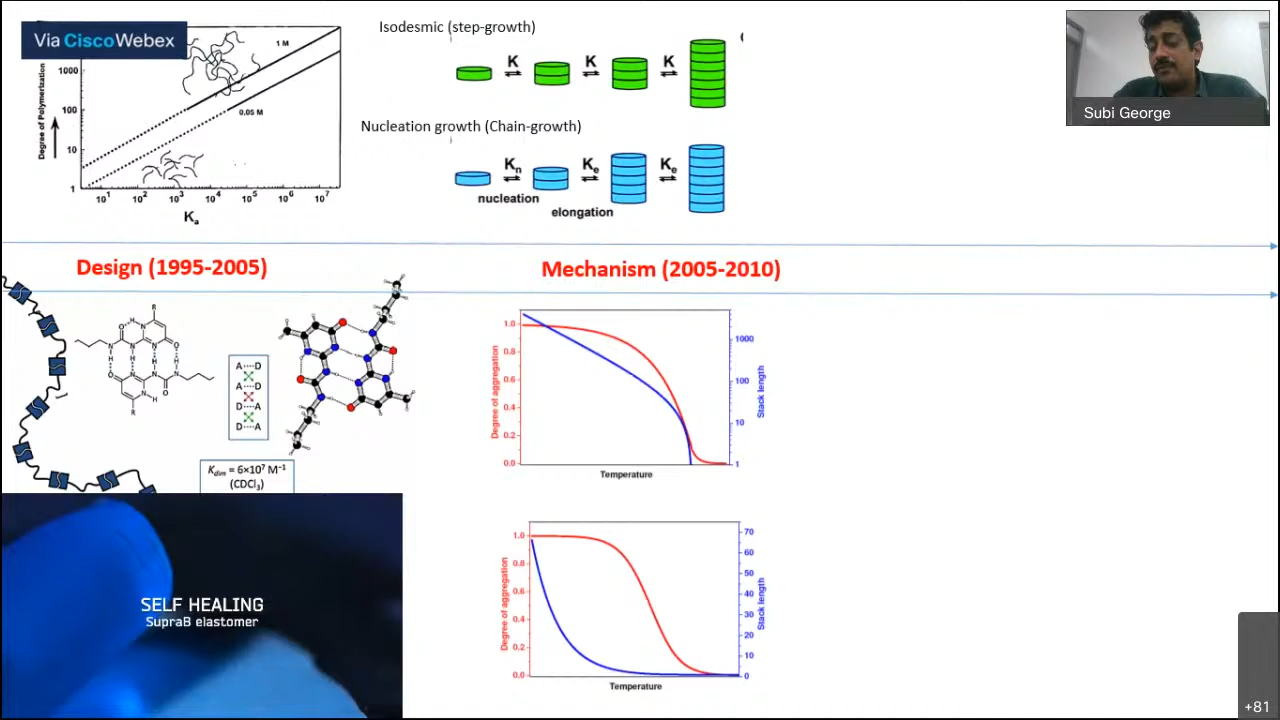 Via Cisco Webex
Isodesmic (step-growth)
K
K
K
Nucleation growth (Chain-growth)
Kn
Ke
Ke
nucleation
elongation
Degree of Polymerization
1000
100
10
1
1 M
0,05 M
10¹
10²
10³
10⁴
10⁵
10⁶
10⁷
Ka
Subi George
Design (1995-2005)
Mechanism (2005-2010)
A D
A D
D A
D A
Kdim = 6×10⁷ M⁻¹
(CDCl₃)
SELF HEALING
SupraB elastomer
Degree of aggregation
1.0
0.8
0.6
0.4
0.2
0.0
1000
100
10
1
Stack length
Temperature
Degree of aggregation
1.0
0.8
0.6
0.4
0.2
0.0
70
60
50
40
30
20
10
0
Stack length
Temperature
+81